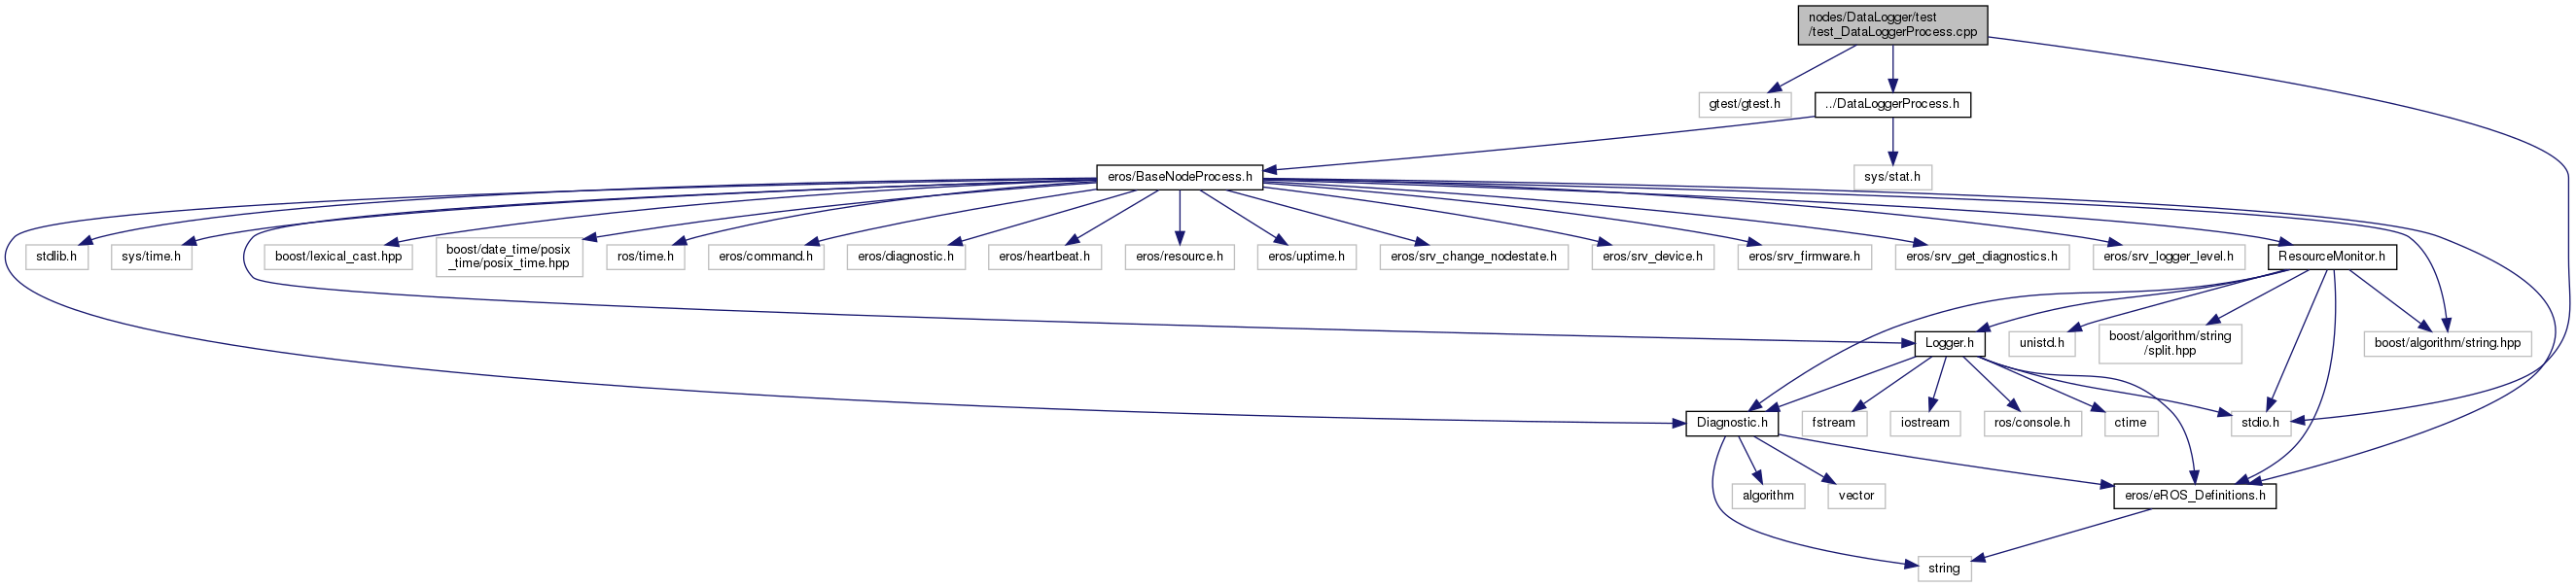 nodes/DataLogger/test
/test_DataLoggerProcess.cpp
gtest/gtest.h
../DataLoggerProcess.h
eros/BaseNodeProcess.h
sys/stat.h
stdlib.h
sys/time.h
boost/lexical_cast.hpp
boost/date_time/posix
_time/posix_time.hpp
ros/time.h
eros/command.h
eros/diagnostic.h
eros/heartbeat.h
eros/resource.h
eros/uptime.h
eros/srv_change_nodestate.h
eros/srv_device.h
eros/srv_firmware.h
eros/srv_get_diagnostics.h
eros/srv_logger_level.h
ResourceMonitor.h
Logger.h
unistd.h
boost/algorithm/string
/split.hpp
boost/algorithm/string.hpp
Diagnostic.h
fstream
iostream
ros/console.h
ctime
stdio.h
algorithm
vector
eros/eROS_Definitions.h
string